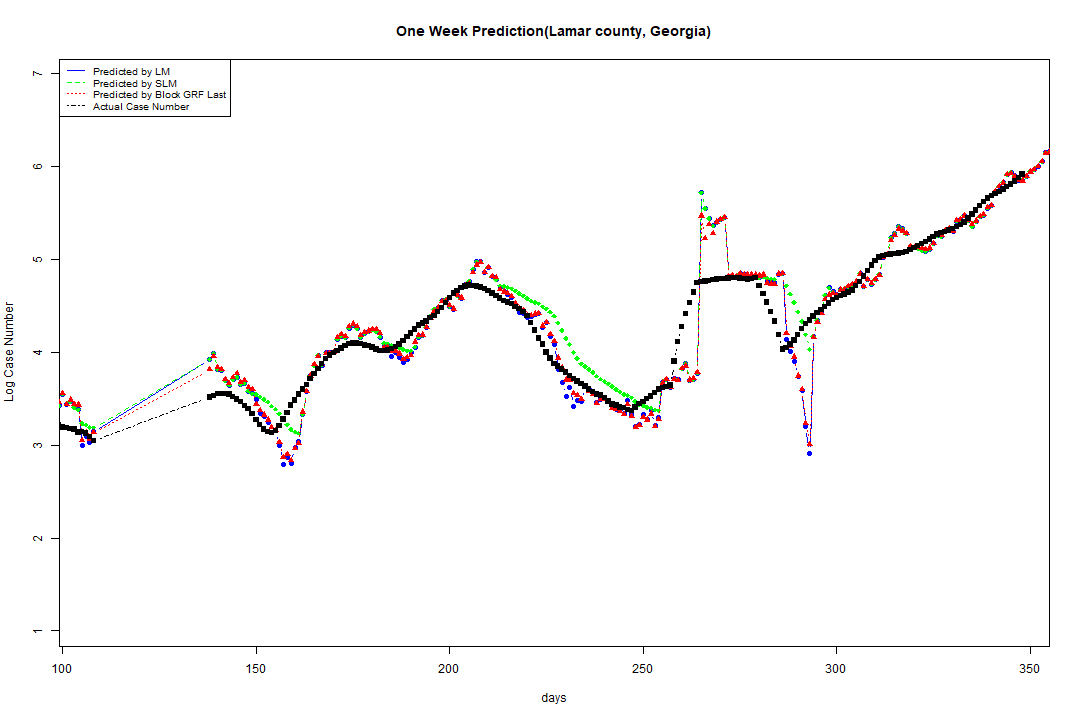 One Week Prediction(Lamar county, Georgia)
Predicted by LM
Predicted by SLM
Predicted by Block GRF Last
Actual Case Number
7
6
5
4
3
2
1
Log Case Number
100 150 200 250 300 350
days